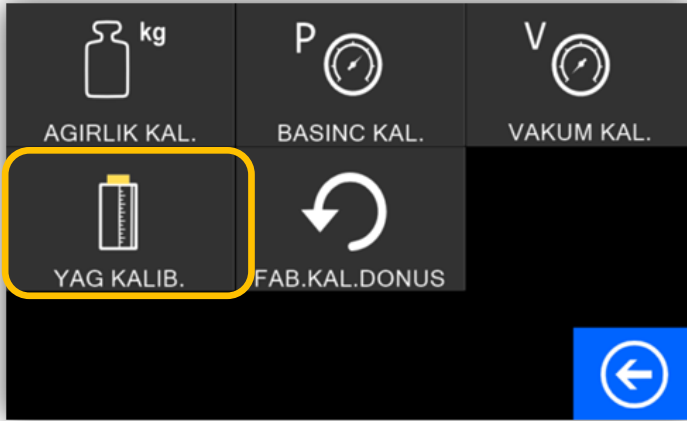 kg
P
V
AGIRLIK KAL.
BASINC KAL.
VAKUM KAL.
YAG KALIB.
FAB.KAL.DONUS